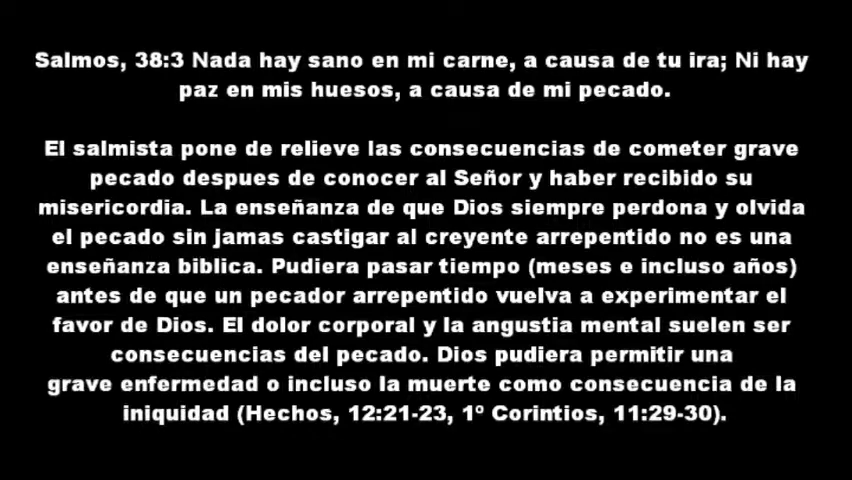 Salmos, 38:3 Nada hay sano en mi carne, a causa de tu ira; Ni hay
paz en mis huesos, a causa de mi pecado.
El salmista pone de relieve las consecuencias de cometer grave
pecado despues de conocer al Señor y haber recibido su
misericordia. La enseñanza de que Dios siempre perdona y olvida
el pecado sin jamas castigar al creyente arrepentido no es una
enseñanza biblica. Pudiera pasar tiempo (meses e incluso años)
antes de que un pecador arrepentido vuelva a experimentar el
favor de Dios. El dolor corporal y la angustia mental suelen ser
consecuencias del pecado. Dios pudiera permitir una
grave enfermedad o incluso la muerte como consecuencia de la
iniquidad (Hechos, 12:21-23, 1º Corintios, 11:29-30).